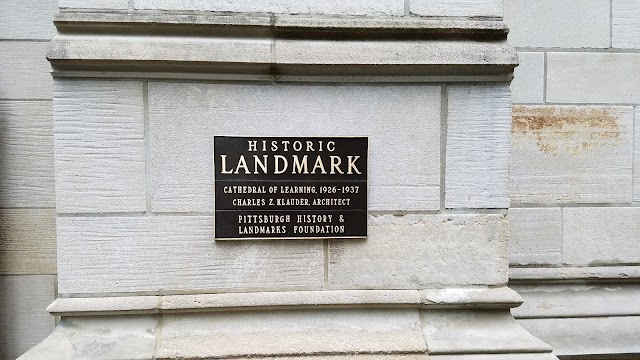 HISTORIC
LANDMARK
CATHEDRAL OF LEARNING, 1926-1937
CHARLES Z. KLAUDER, ARCHITECT
PITTSBURGH HISTORY &
LANDMARKS FOUNDATION